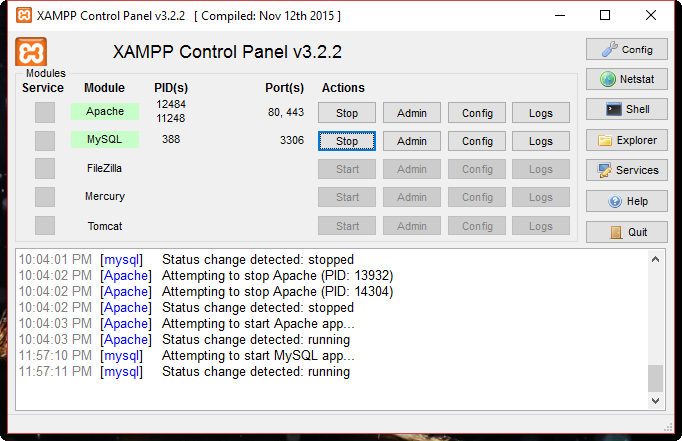 XAMPP Control Panel v3.2.2 [ Compiled: Nov 12th 2015 ]
XAMPP Control Panel v3.2.2
Config
Modules
Service Module PID(s) Port(s) Actions
Netstat
Apache 12484 11248 80, 443 Stop Admin Config Logs
Shell
MySQL 388 3306 Stop Admin Config Logs
Explorer
FileZilla Start Admin Config Logs
Services
Mercury Start Admin Config Logs
Help
Tomcat Start Admin Config Logs
Quit
10:04:01 PM [mysql] Status change detected: stopped
10:04:02 PM [Apache] Attempting to stop Apache (PID: 13932)
10:04:02 PM [Apache] Attempting to stop Apache (PID: 14304)
10:04:02 PM [Apache] Status change detected: stopped
10:04:03 PM [Apache] Attempting to start Apache app...
10:04:03 PM [Apache] Status change detected: running
11:57:10 PM [mysql] Attempting to start MySQL app...
11:57:11 PM [mysql] Status change detected: running